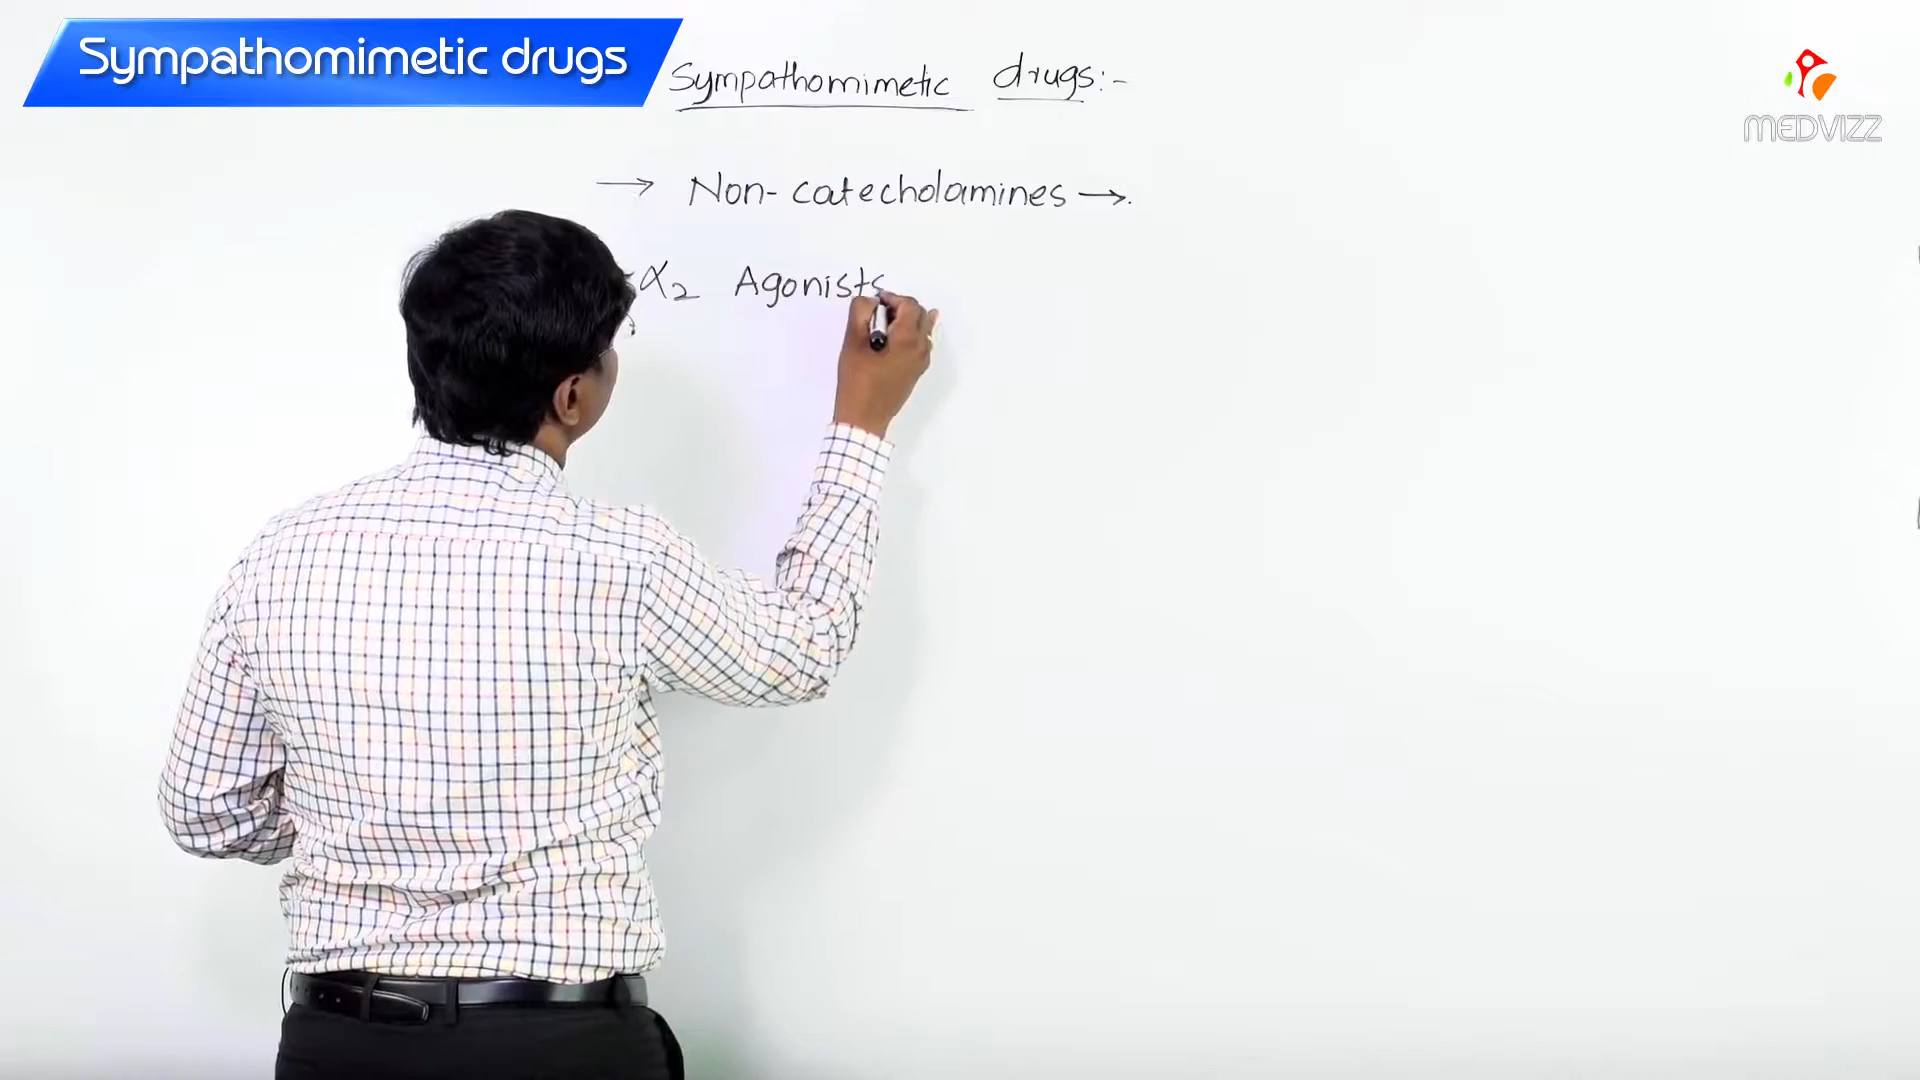 Sympathomimetic drugs
Sympathomimetic drugs:-
MEDVIZZ
→ Non-catecholamines →.
α2 Agonists